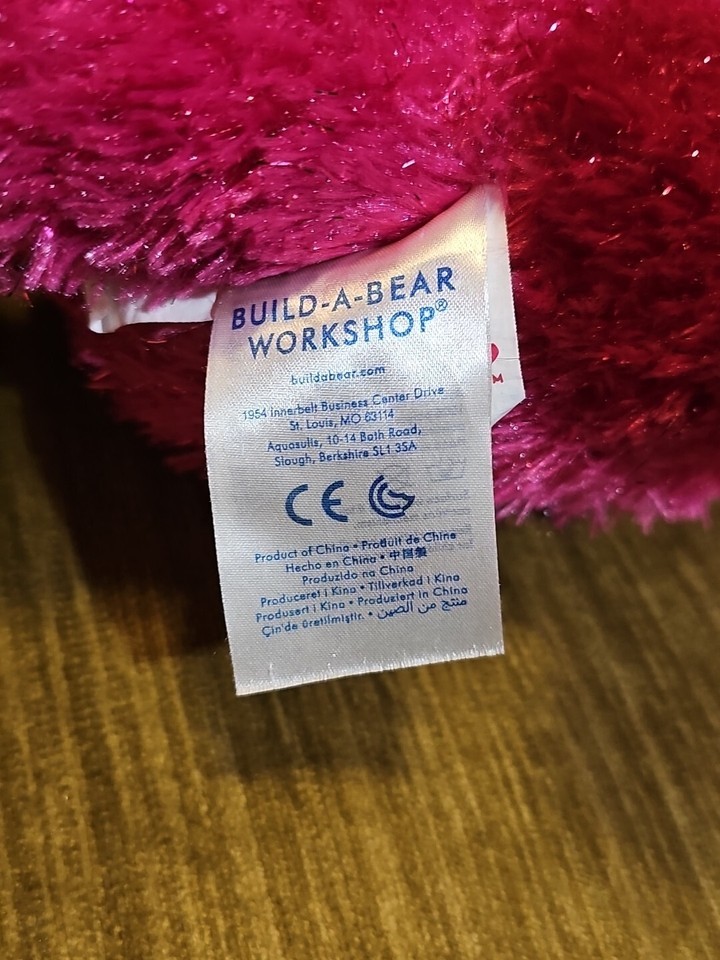 BUILD-A-BEAR
WORKSHOP®
buildabear.com
1954 Innerbelt Business Center Drive
St. Louis, MO 63114
Aquasulis, 10-14 Bath Road,
Slough, Berkshire SL1 3SA
CE
Product of China • Produit de Chine
Hecho en China • 中国製
Produzido na China
Produceret i Kina • Tillverkad i Kina
Produsert i Kina • Produziert in China
Çin'de üretilmiştir. • منتج من الصين
M